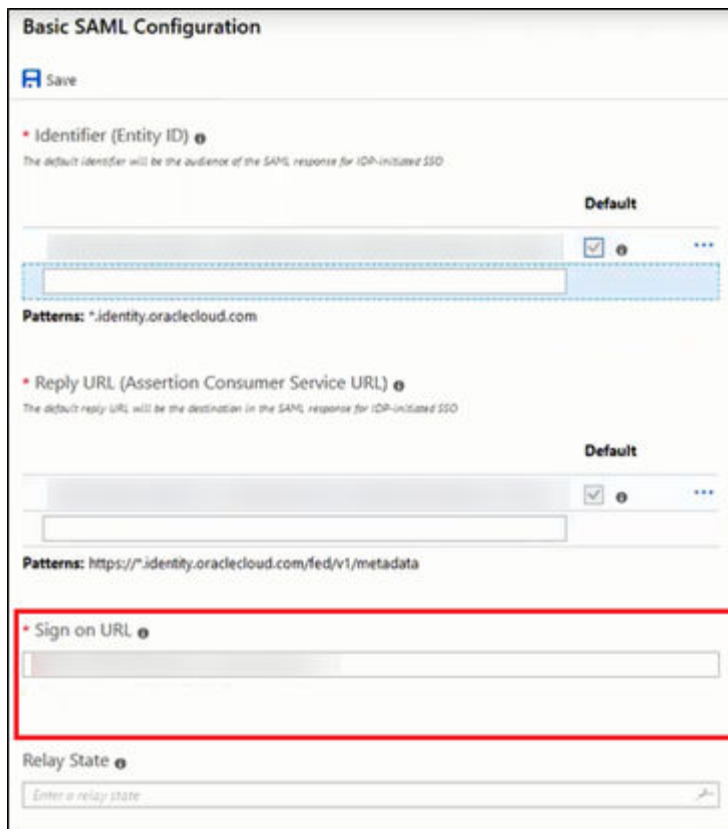 Basic SAML Configuration
Save
* Identifier (Entity ID)
The default identifier will be the audience of the SAML response for IDP-initiated SSO
Default
Patterns: *.identity.oraclecloud.com
* Reply URL (Assertion Consumer Service URL)
The default reply URL will be the destination in the SAML response for IDP-initiated SSO
Default
Patterns: https://*.identity.oraclecloud.com/fed/v1/metadata
* Sign on URL
Relay State
Enter a relay state